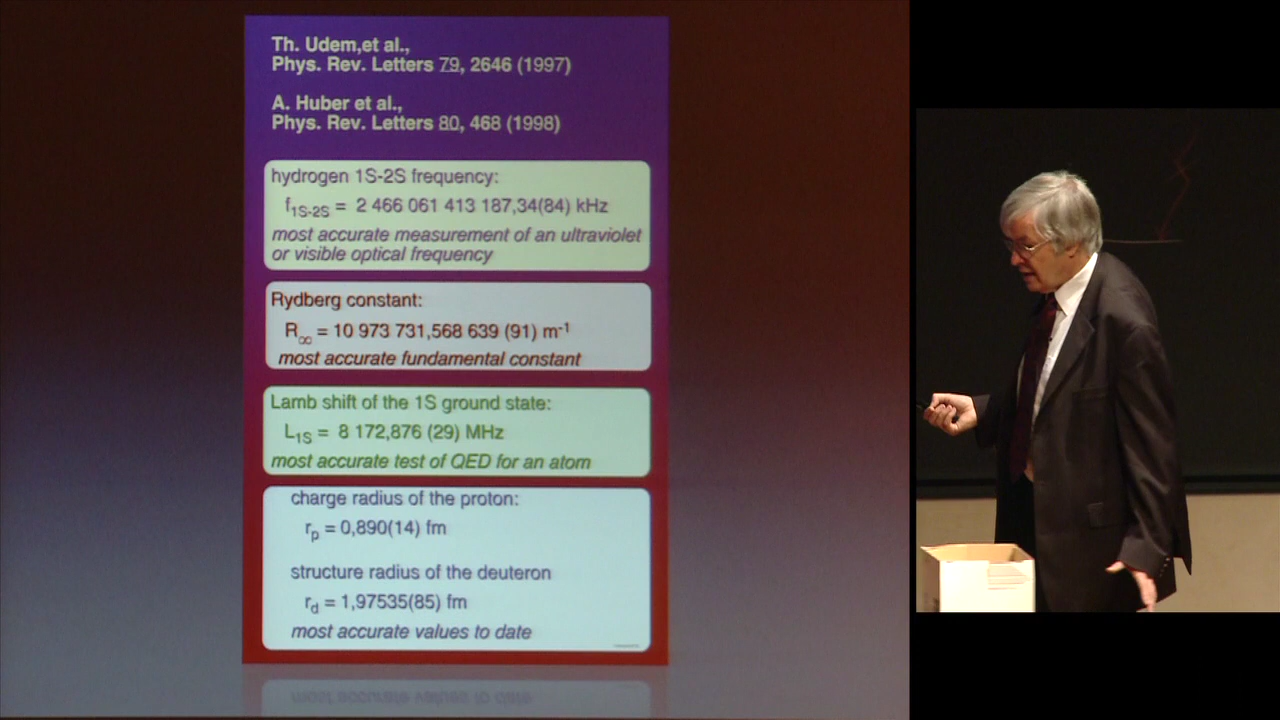 Th. Udem,et al.,
Phys. Rev. Letters 79, 2646 (1997)
A. Huber et al.,
Phys. Rev. Letters 80, 468 (1998)
hydrogen 1S-2S frequency:
f1S-2S = 2 466 061 413 187,34(84) kHz
most accurate measurement of an ultraviolet
or visible optical frequency
Rydberg constant:
R∞ = 10 973 731,568 639 (91) m-1
most accurate fundamental constant
Lamb shift of the 1S ground state:
L1S = 8 172,876 (29) MHz
most accurate test of QED for an atom
charge radius of the proton:
rp = 0,890(14) fm
structure radius of the deuteron
rd = 1,97535(85) fm
most accurate values to date